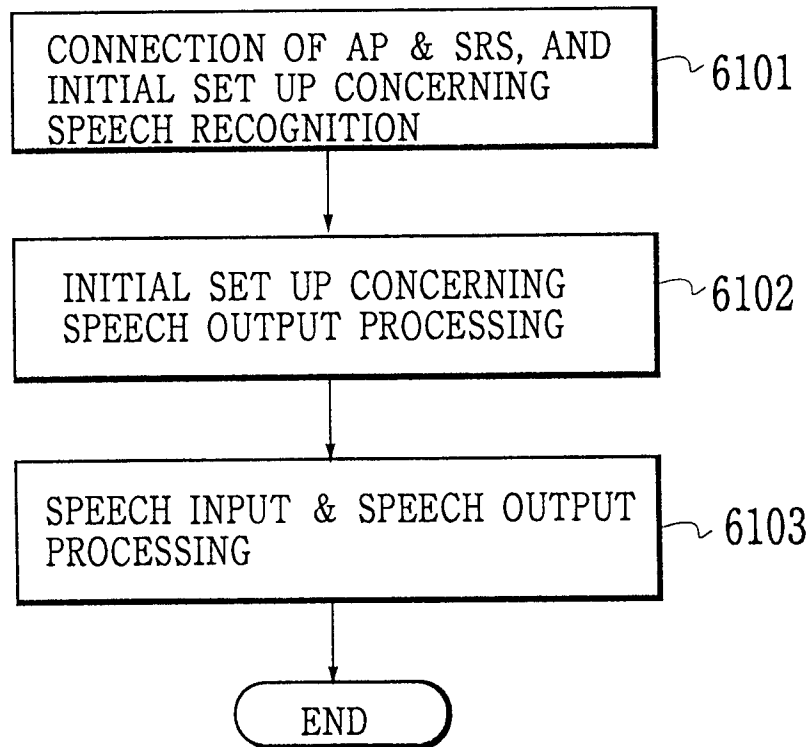 CONNECTION OF AP & SRS, AND
INITIAL SET UP CONCERNING
SPEECH RECOGNITION
6101
INITIAL SET UP CONCERNING
SPEECH OUTPUT PROCESSING
6102
SPEECH INPUT & SPEECH OUTPUT
PROCESSING
6103
END